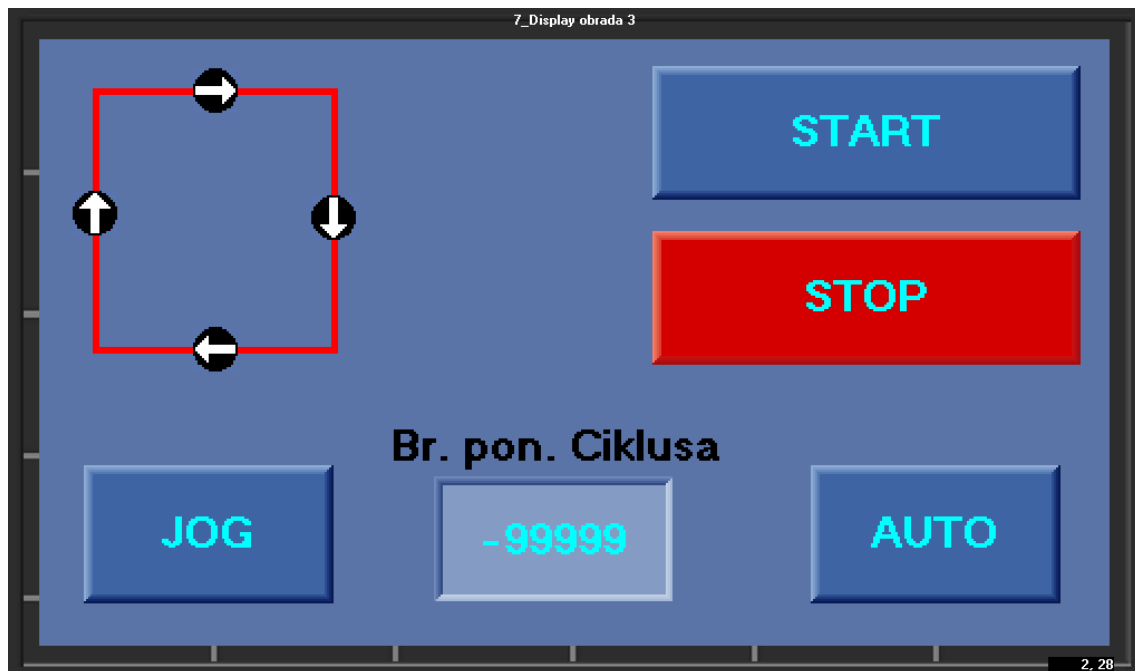 7_Display obrada 3
START
STOP
Br. pon. Ciklusa
JOG
-99999
AUTO
2, 28